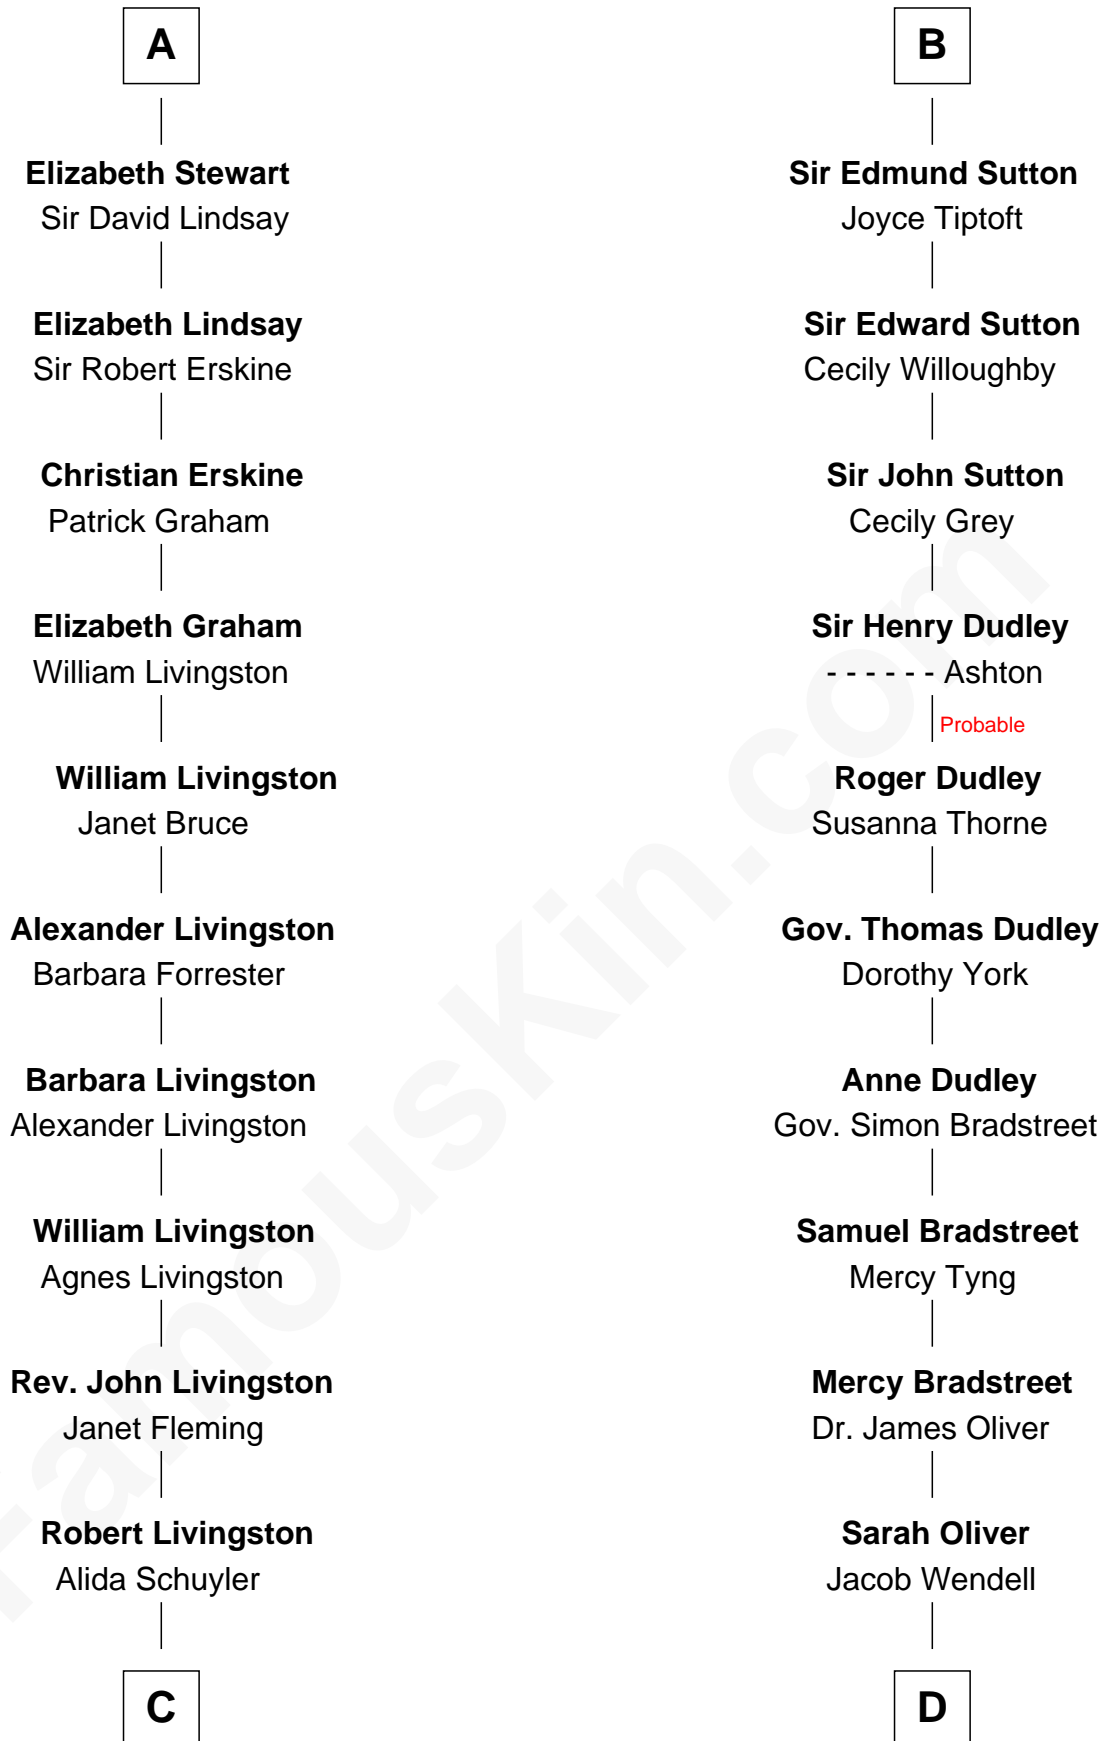 A
Elizabeth Stewart
Sir David Lindsay
Elizabeth Lindsay
Sir Robert Erskine
Christian Erskine
Patrick Graham
Elizabeth Graham
William Livingston
William Livingston
Janet Bruce
Alexander Livingston
Barbara Forrester
Barbara Livingston
Alexander Livingston
William Livingston
Agnes Livingston
Rev. John Livingston
Janet Fleming
Robert Livingston
Alida Schuyler
C
B
Sir Edmund Sutton
Joyce Tiptoft
Sir Edward Sutton
Cecily Willoughby
Sir John Sutton
Cecily Grey
Sir Henry Dudley
- - - - - - Ashton
Probable
Roger Dudley
Susanna Thorne
Gov. Thomas Dudley
Dorothy York
Anne Dudley
Gov. Simon Bradstreet
Samuel Bradstreet
Mercy Tyng
Mercy Bradstreet
Dr. James Oliver
Sarah Oliver
Jacob Wendell
D
FamousKin.com